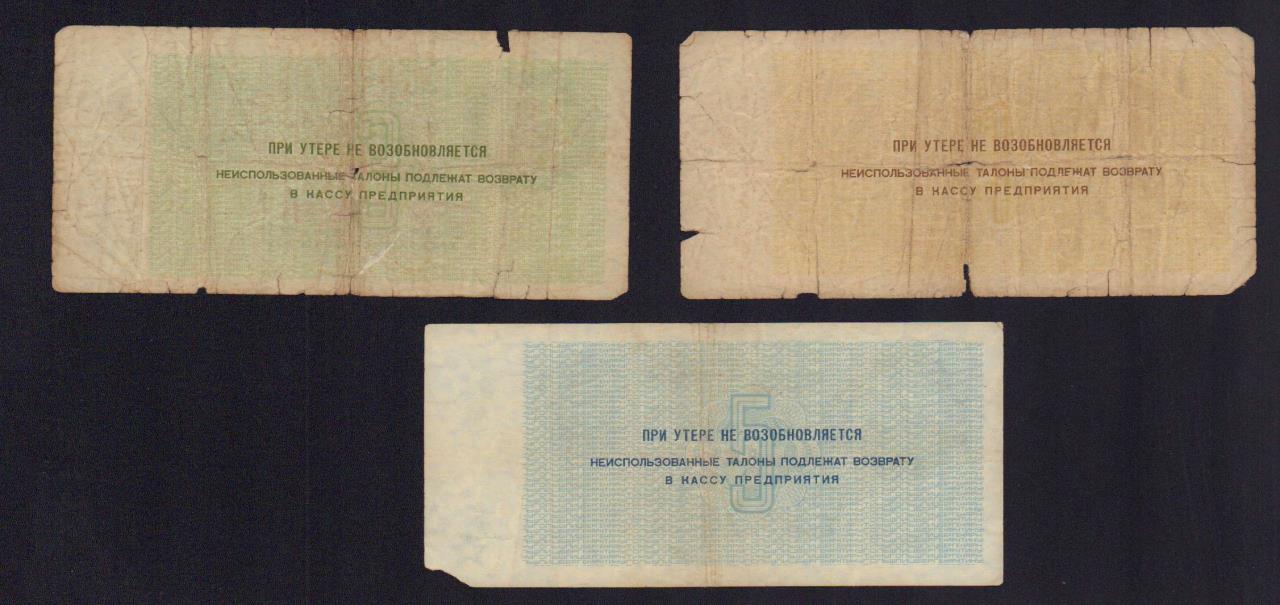 ПРИ УТЕРЕ НЕ ВОЗОБНОВЛЯЕТСЯ
НЕИСПОЛЬЗОВАННЫЕ ТАЛОНЫ ПОДЛЕЖАТ ВОЗВРАТУ
В КАССУ ПРЕДПРИЯТИЯ
ПРИ УТЕРЕ НЕ ВОЗОБНОВЛЯЕТСЯ
НЕИСПОЛЬЗОВАННЫЕ ТАЛОНЫ ПОДЛЕЖАТ ВОЗВРАТУ
В КАССУ ПРЕДПРИЯТИЯ
5
ПРИ УТЕРЕ НЕ ВОЗОБНОВЛЯЕТСЯ
НЕИСПОЛЬЗОВАННЫЕ ТАЛОНЫ ПОДЛЕЖАТ ВОЗВРАТУ
В КАССУ ПРЕДПРИЯТИЯ